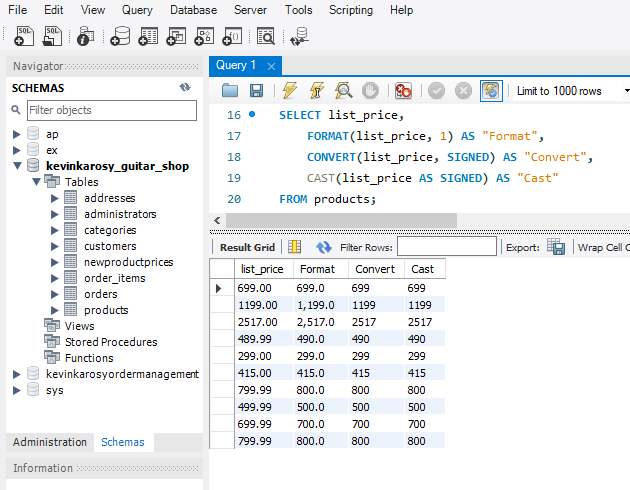 File Edit View Query Database Server Tools Scripting Help
Navigator
SCHEMAS
Filter objects
ap
ex
kevinkarosy_guitar_shop
Tables
addresses
administrators
categories
customers
newproductprices
order_items
orders
products
Views
Stored Procedures
Functions
kevinkarosyordermanagement
sys
Administration Schemas
Information
Query 1
Limit to 1000 rows
16 SELECT list_price,
17 FORMAT(list_price, 1) AS "Format",
18 CONVERT(list_price, SIGNED) AS "Convert",
19 CAST(list_price AS SIGNED) AS "Cast"
20 FROM products;
Result Grid Filter Rows: Export: Wrap Cell C
list_price Format Convert Cast
699.00 699.0 699 699
1199.00 1,199.0 1199 1199
2517.00 2,517.0 2517 2517
489.99 490.0 490 490
299.00 299.0 299 299
415.00 415.0 415 415
799.99 800.0 800 800
499.99 500.0 500 500
699.99 700.0 700 700
799.99 800.0 800 800